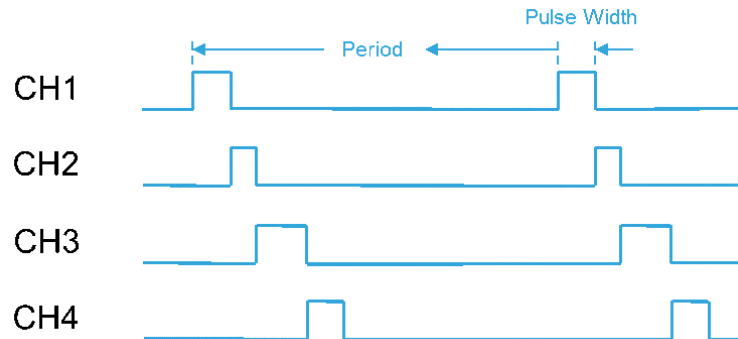 Pulse Width
Period
CH1
CH2
CH3
CH4